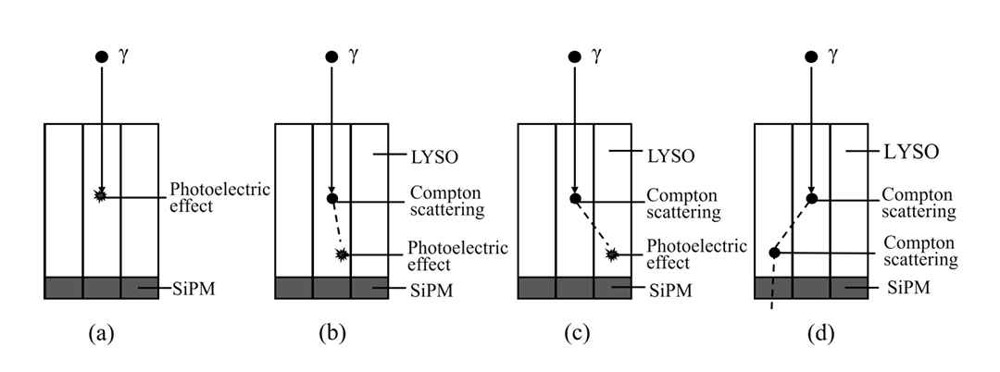 γ
Photoelectric
effect
SiPM
(a)
γ
LYSO
Compton
scattering
Photoelectric
effect
SiPM
(b)
γ
LYSO
Compton
scattering
Photoelectric
effect
SiPM
(c)
γ
LYSO
Compton
scattering
Compton
scattering
SiPM
(d)